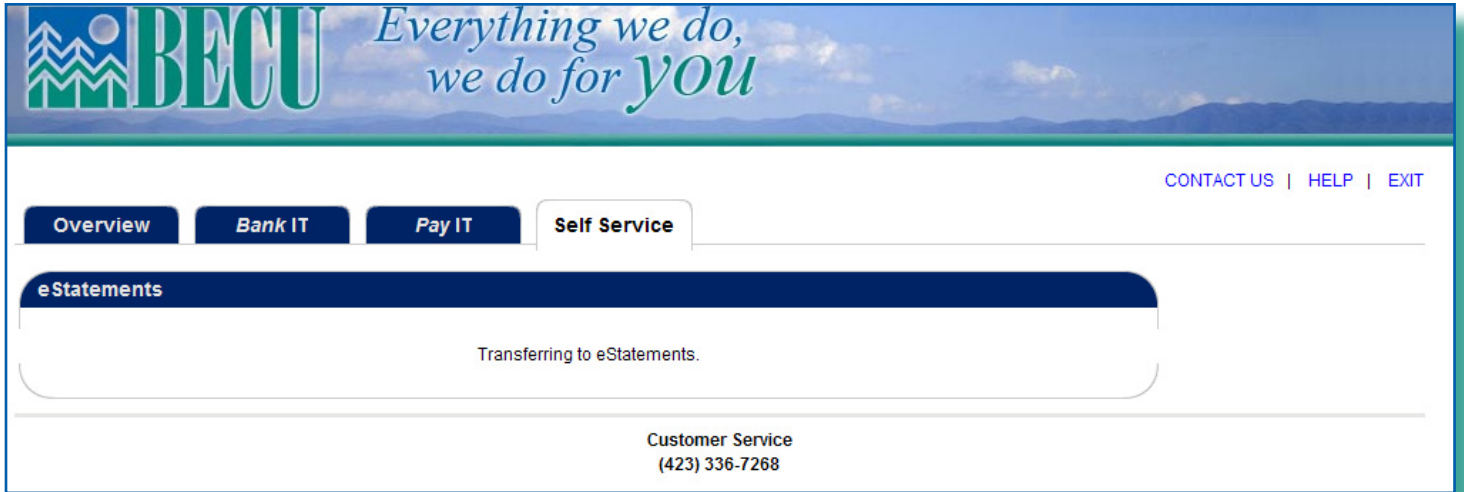 BECU
Everything we do,
we do for you
CONTACT US | HELP | EXIT
Overview Bank IT Pay IT Self Service
eStatements
Transferring to eStatements.
Customer Service
(423) 336-7268